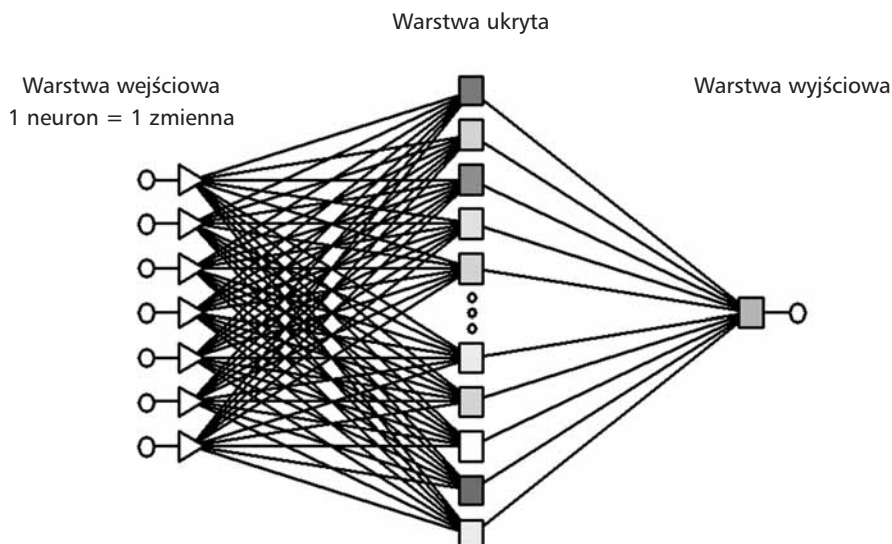 Warstwa ukryta
Warstwa wejściowa
1 neuron = 1 zmienna
Warstwa wyjściowa